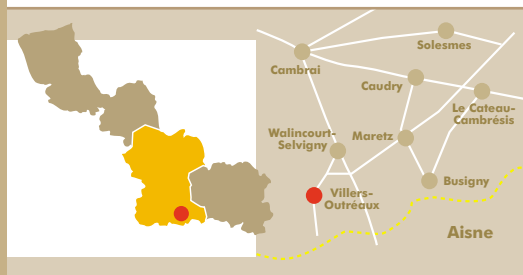 Solesmes
Cambrai
Caudry
Le Cateau-
Cambrésis
Walincourt-
Selvigny
Maretz
Busigny
Villers-
Outréaux
Aisne